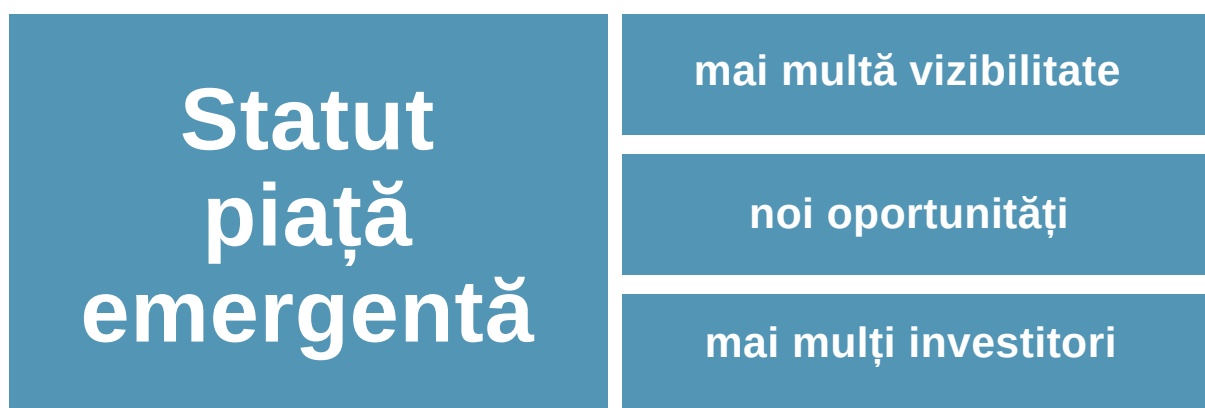 Statut
piață
emergentă
mai multă vizibilitate
noi oportunități
mai mulți investitori